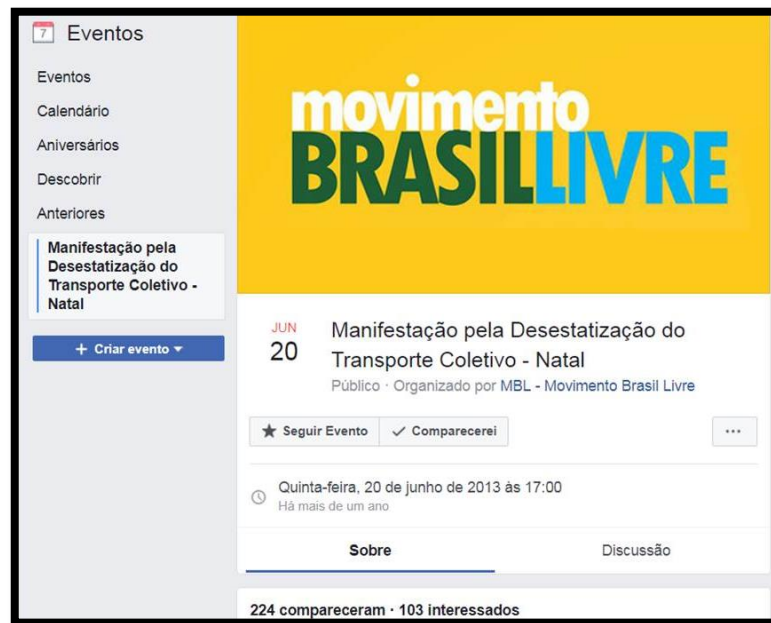 7 Eventos
Eventos
Calendário
Aniversários
Descobrir
Anteriores
Manifestação pela
Desestatização do
Transporte Coletivo -
Natal
+ Criar evento
movimento
BRASILLIVRE
JUN
20
Manifestação pela Desestatização do
Transporte Coletivo - Natal
Público · Organizado por MBL - Movimento Brasil Livre
Seguir Evento
Comparecerei
...
Quinta-feira, 20 de junho de 2013 às 17:00
Há mais de um ano
Sobre
Discussão
224 compareceram · 103 interessados